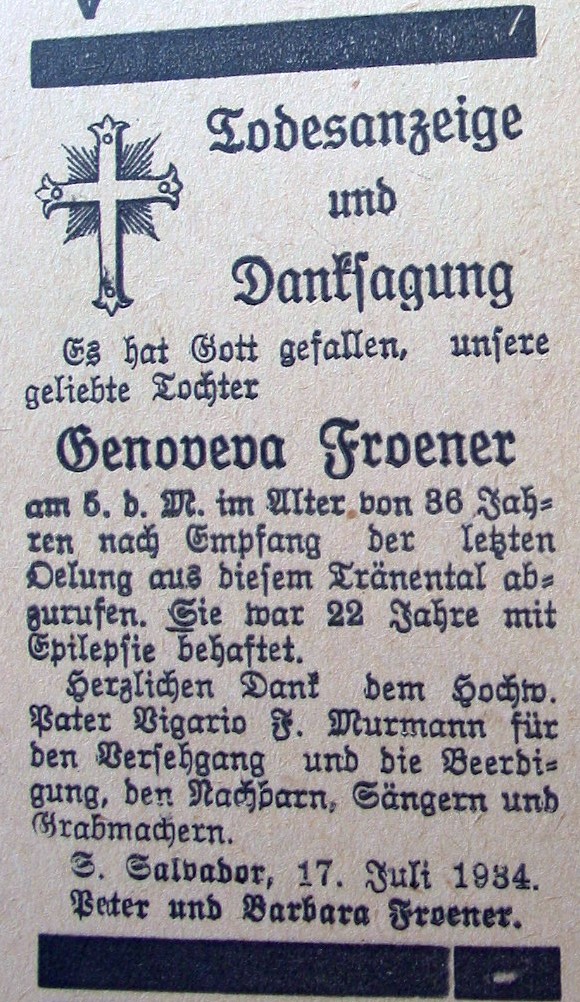 Todesanzeige
und
Danksagung
Es hat Gott gefallen, unsere
geliebte Tochter
Genoveva Froener
am 5. d. M. im Alter von 36 Jah-
ren nach Empfang der letzten
Oelung aus diesem Tränental ab-
zurufen. Sie war 22 Jahre mit
Epilepsie behaftet.
Herzlichen Dank dem Hochw.
Pater Vigario F. Murmann für
den Versehgang und die Beerdi-
gung, den Nachbarn, Sängern und
Grabmachern.
S. Salvador, 17. Juli 1934.
Peter und Barbara Froener.